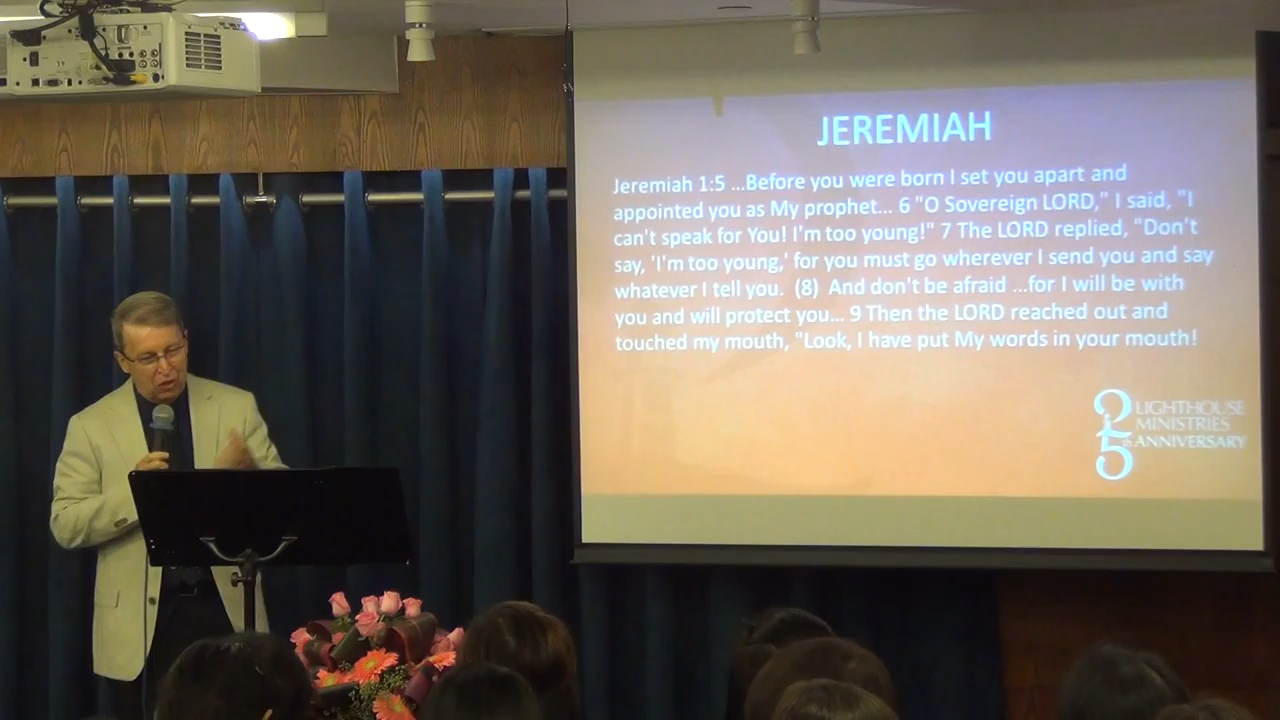 JEREMIAH
Jeremiah 1:5 ...Before you were born I set you apart and
appointed you as My prophet... 6 "O Sovereign LORD," I said, "I
can't speak for You! I'm too young!" 7 The LORD replied, "Don't
say, 'I'm too young,' for you must go wherever I send you and say
whatever I tell you.  (8)  And don't be afraid ...for I will be with
you and will protect you... 9 Then the LORD reached out and
touched my mouth, "Look, I have put My words in your mouth!
25th
LIGHTHOUSE
MINISTRIES
ANNIVERSARY